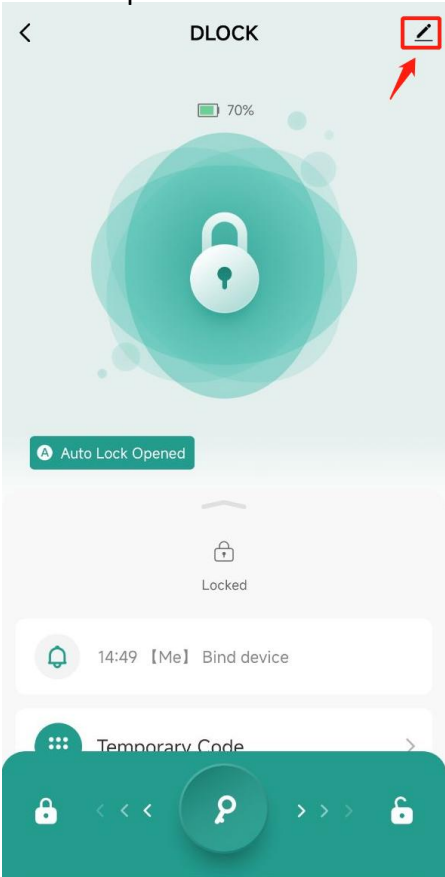 DLOCK
70%
A Auto Lock Opened
Locked
14:49 【Me】 Bind device
Temporary Code